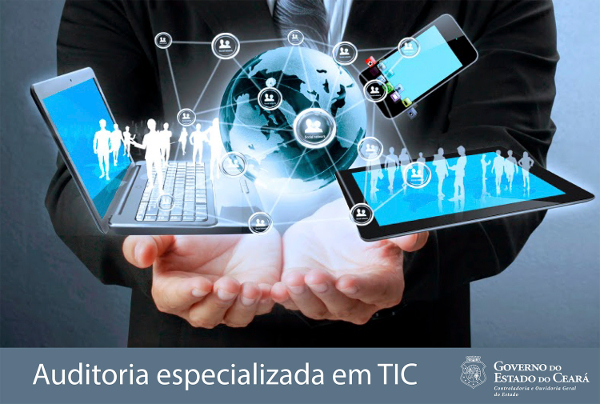 Auditoria especializada em TIC
GOVERNO DO
ESTADO DO CEARÁ
Controladoria e Ouvidoria Geral
do Estado